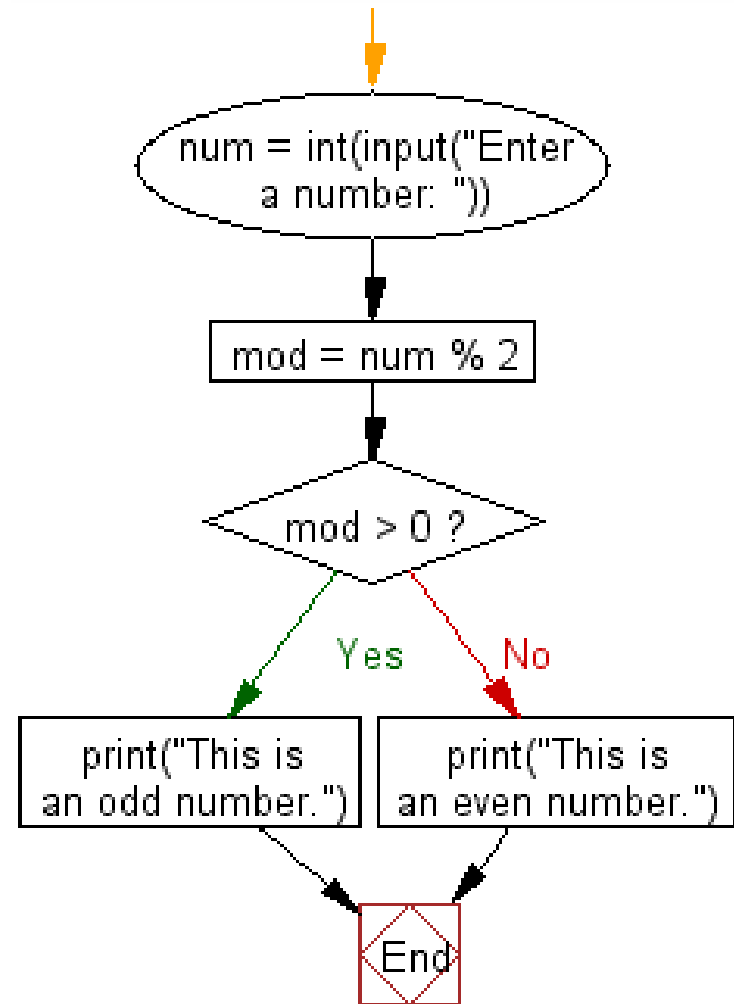 num = int(input("Enter
a number: "))
mod = num % 2
mod > 0 ?
Yes
No
print("This is
an odd number.")
print("This is
an even number.")
End